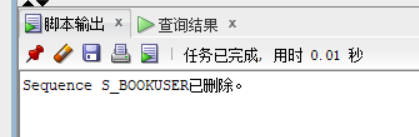 脚本输出 × 查询结果 ×
任务已完成, 用时 0.01 秒
Sequence S_BOOKUSER已删除。